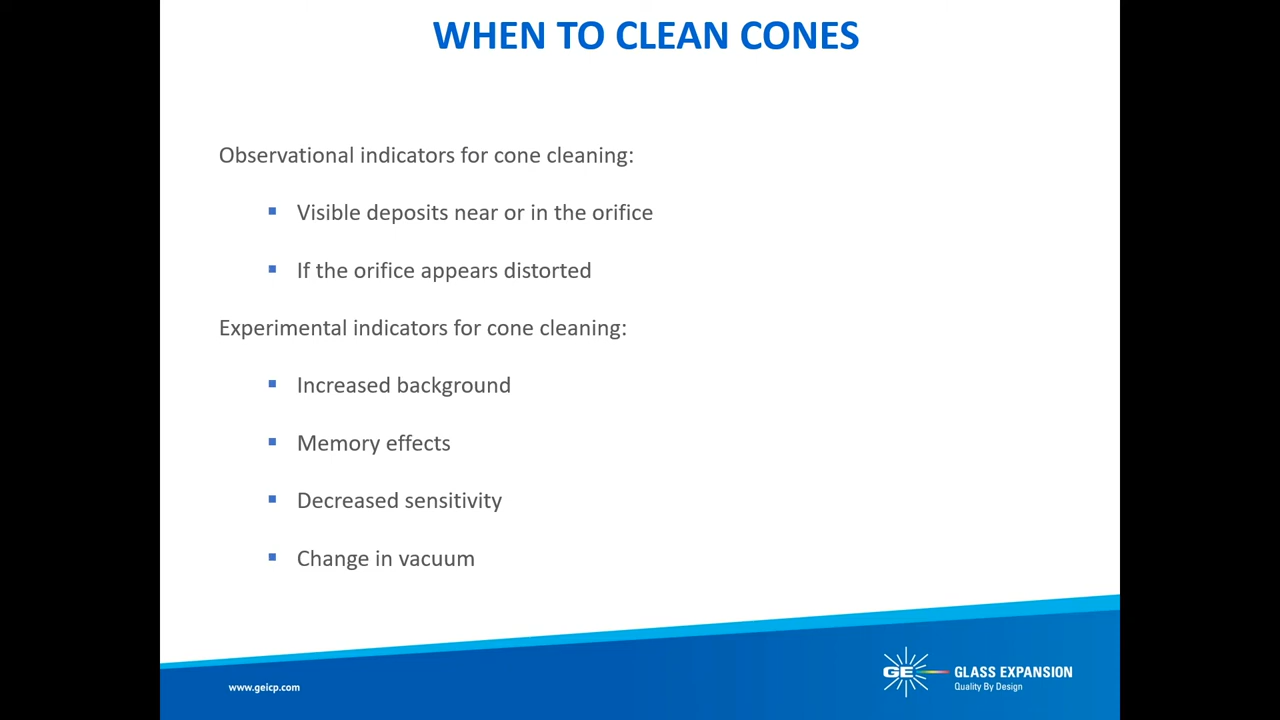 WHEN TO CLEAN CONES
Observational indicators for cone cleaning:
Visible deposits near or in the orifice
If the orifice appears distorted
Experimental indicators for cone cleaning:
Increased background
Memory effects
Decreased sensitivity
Change in vacuum
www.geicp.com
GE
GLASS EXPANSION
Quality By Design